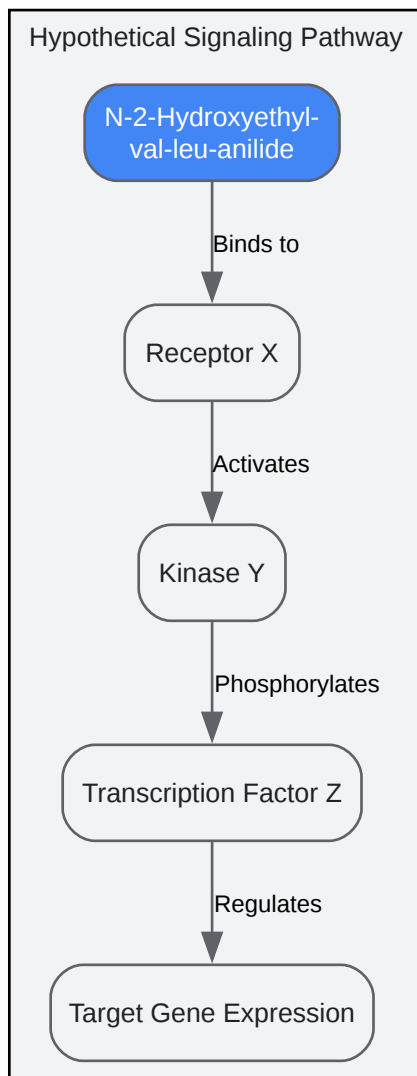 Hypothetical Signaling Pathway
N-2-Hydroxyethyl-
val-leu-anilide
Binds to
Receptor X
Activates
Kinase Y
Phosphorylates
Transcription Factor Z
Regulates
Target Gene Expression